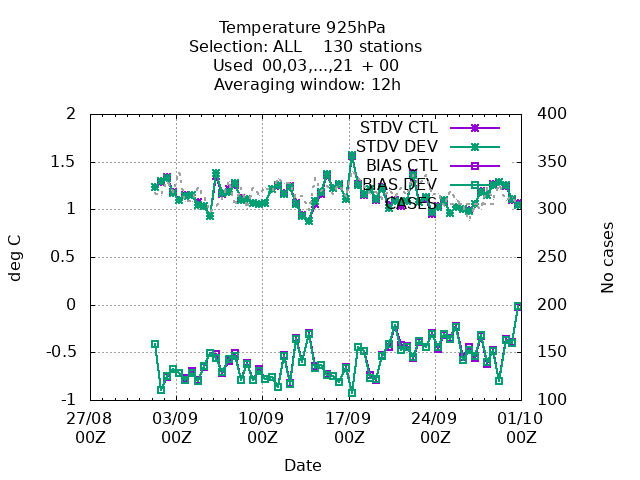 Temperature 925hPa
Selection: ALL 130 stations
Used 00,03,...,21 + 00
Averaging window: 12h
2 400
STDV CTL
STDV DEV
1.5 350
BIAS CTL
BIAS DEV
CASES
1 300
deg C
No cases
0.5 250
0 200
-0.5 150
-1 100
27/08 03/09 10/09 17/09 24/09 01/10
00Z 00Z 00Z 00Z 00Z 00Z
Date